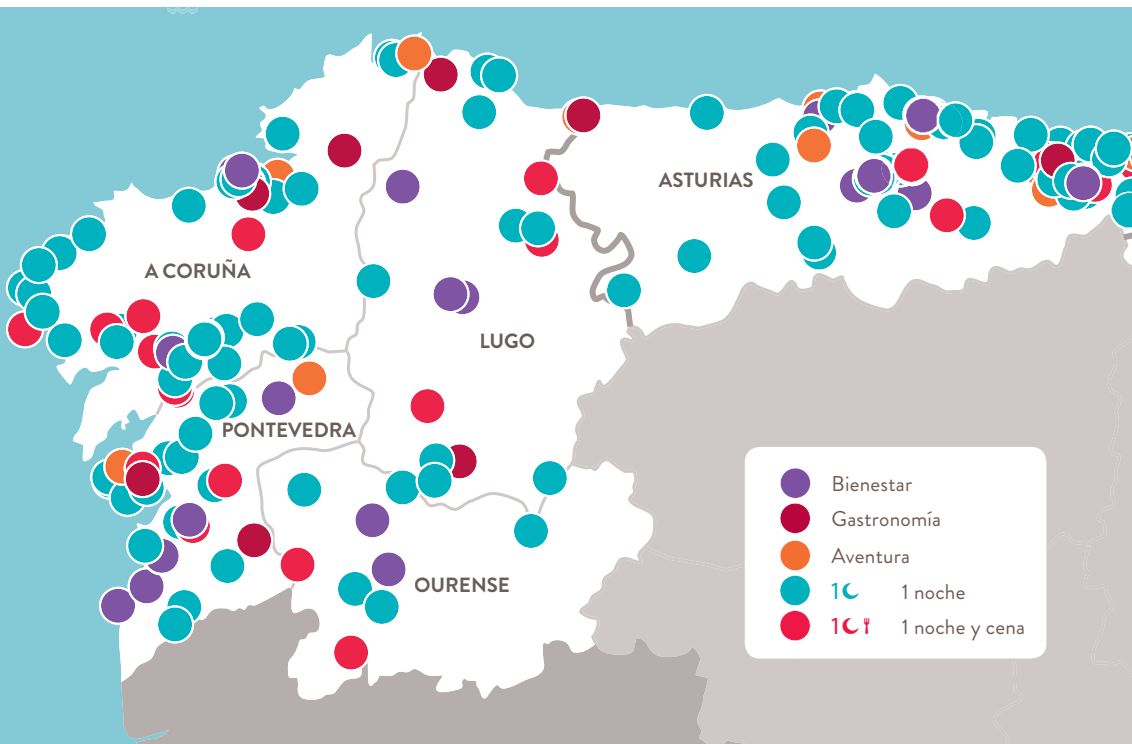 ASTURIAS
A CORUÑA
LUGO
PONTEVEDRA
OURENSE
Bienestar
Gastronomía
Aventura
1 1 noche
1 1 noche y cena